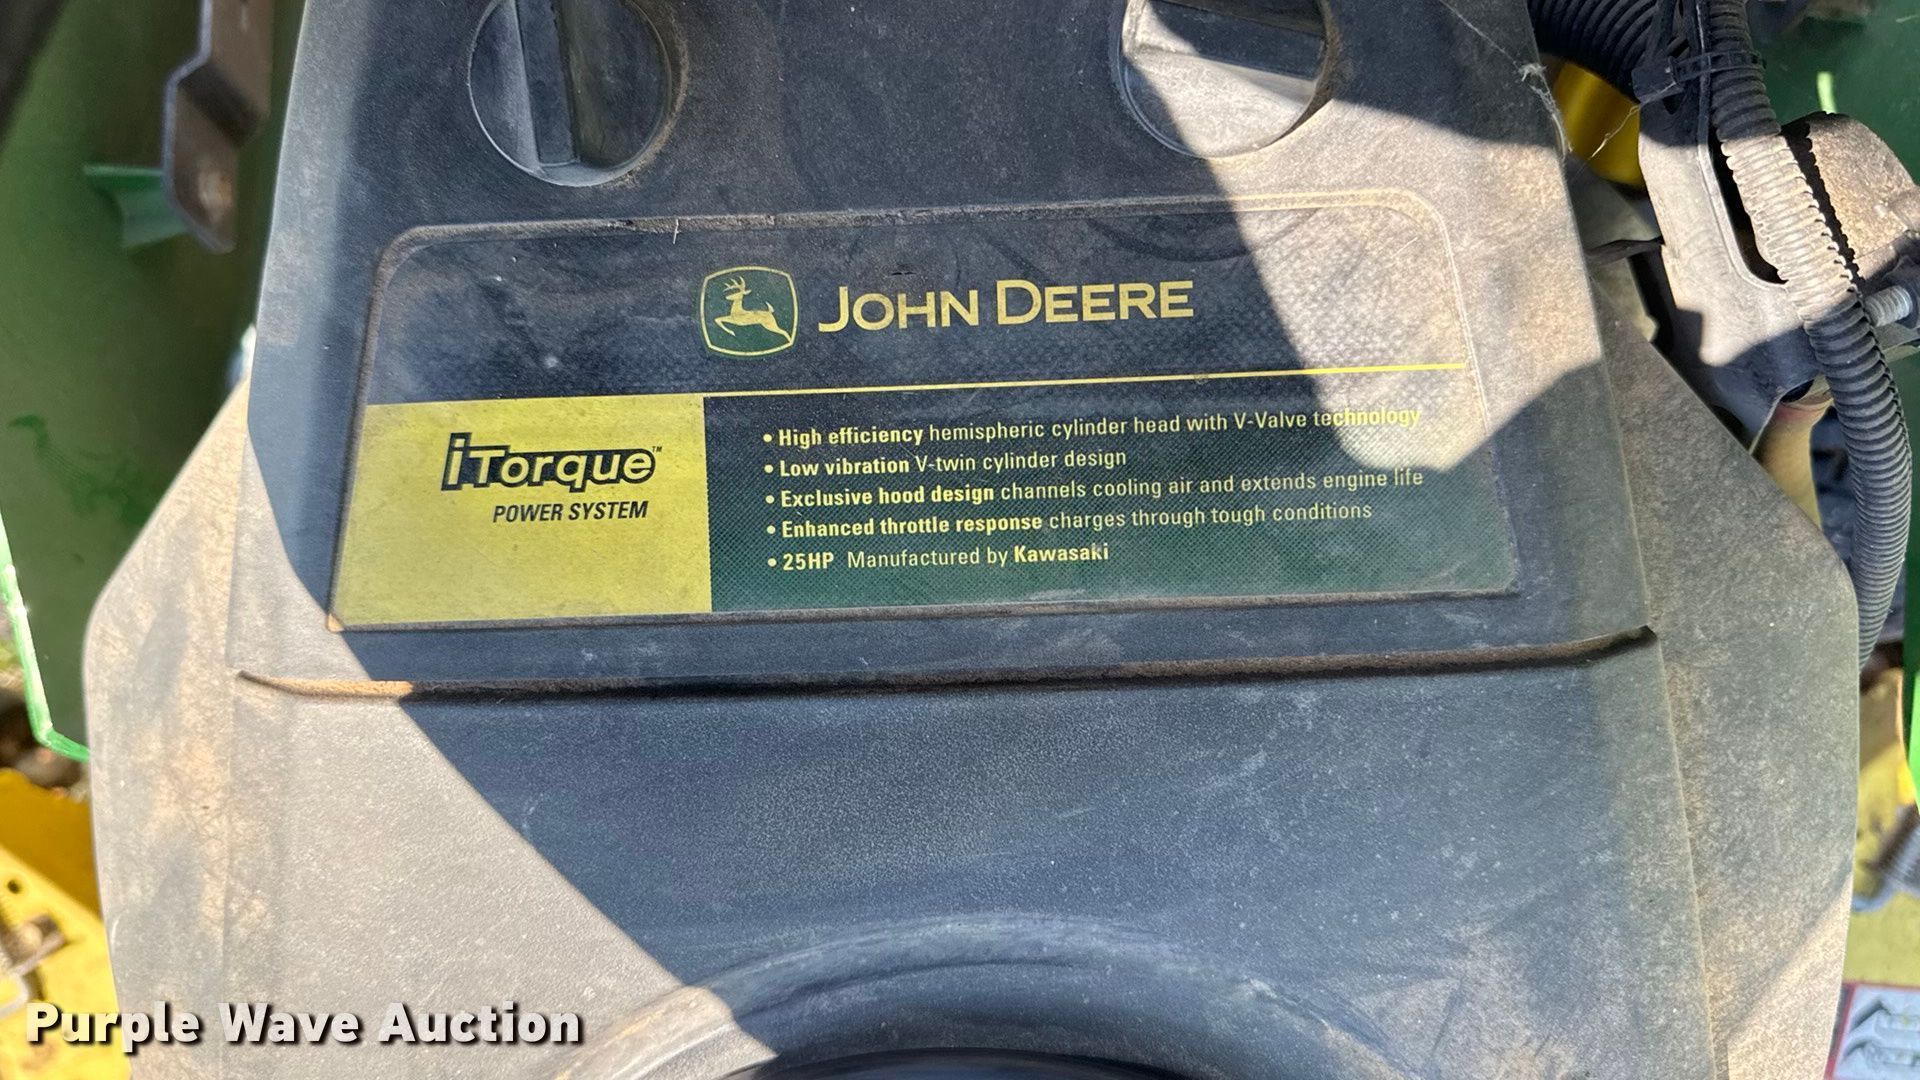 JOHN DEERE
iTorque™
POWER SYSTEM
• High efficiency hemispheric cylinder head with V-Valve technology
• Low vibration V-twin cylinder design
• Exclusive hood design channels cooling air and extends engine life
• Enhanced throttle response charges through tough conditions
• 25HP Manufactured by Kawasaki
Purple Wave Auction